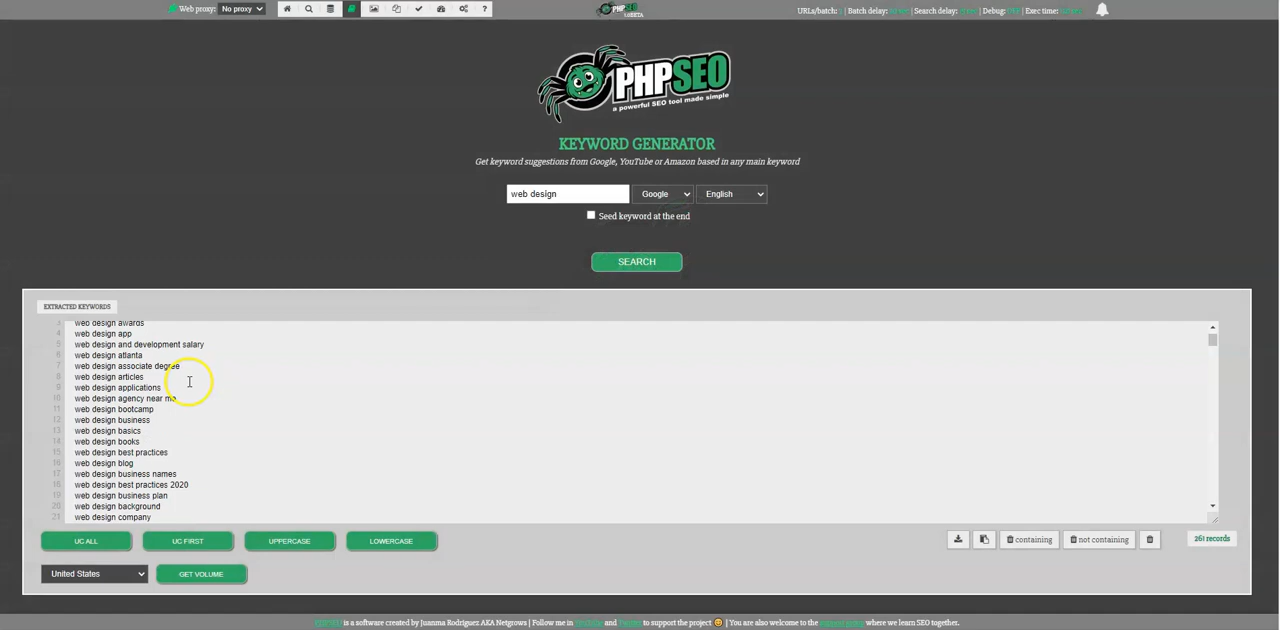 Web proxy: No proxy
PHPSEO
1.0BETA
URLs/batch: Batch delay: Search delay: Debug: Exec time:
PHPSEO
a powerful SEO tool made simple
KEYWORD GENERATOR
Get keyword suggestions from Google, YouTube or Amazon based in any main keyword
web design Google English
Seed keyword at the end
SEARCH
EXTRACTED KEYWORDS
3 web design awards
4 web design app
5 web design and development salary
6 web design atlanta
7 web design associate degree
8 web design articles
9 web design applications
10 web design agency near me
11 web design bootcamp
12 web design business
13 web design basics
14 web design books
15 web design best practices
16 web design blog
17 web design business names
18 web design best practices 2020
19 web design business plan
20 web design background
21 web design company
UC ALL UC FIRST UPPERCASE LOWERCASE containing not containing 261 records
United States GET VOLUME
is a software created by Juanma Rodriguez AKA Netgrows | Follow me in and to support the project 😊 | You are also welcome to the where we learn SEO together.